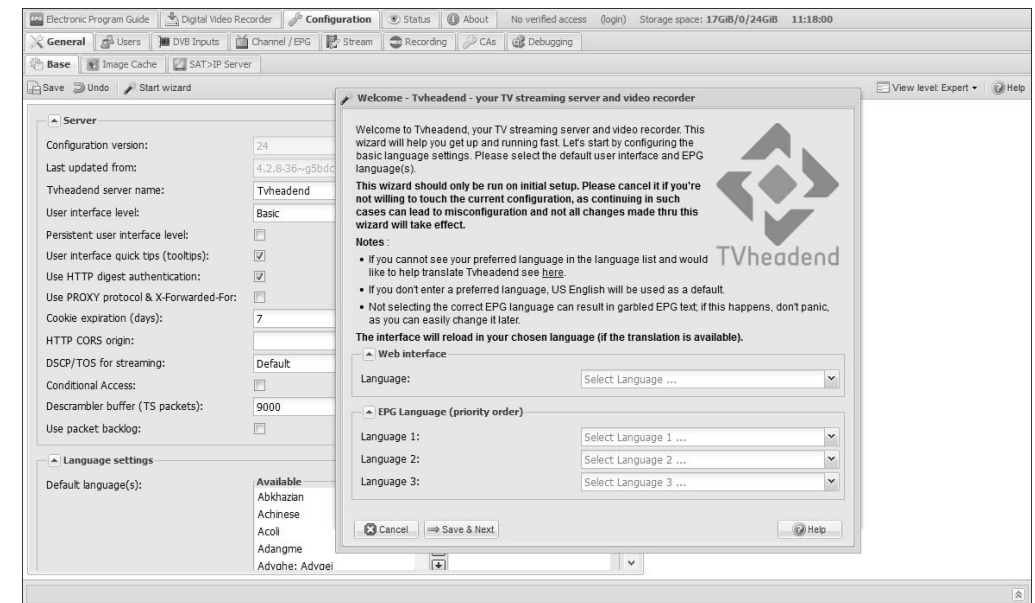 Electronic Program Guide Digital Video Recorder Configuration Status About No verified access (login) Storage space: 17GiB/0/24GiB 11:18:00
General Users DVB Inputs Channel / EPG Stream Recording CAs Debugging
Base Image Cache SAT>IP Server
Save Undo Start wizard View level: Expert Help
Server
Configuration version: 24
Last updated from: 4.2.8-36~g5bdc
Tvheadend server name: Tvheadend
User interface level: Basic
Persistent user interface level:
User interface quick tips (tooltips):
Use HTTP digest authentication:
Use PROXY protocol & X-Forwarded-For:
Cookie expiration (days): 7
HTTP CORS origin:
DSCP/TOS for streaming: Default
Conditional Access:
Descrambler buffer (TS packets): 9000
Use packet backlog:
Language settings
Default language(s): Available
Abkhazian
Achinese
Acoli
Adangme
Adyghe; Adygei
Welcome - Tvheadend - your TV streaming server and video recorder
Welcome to Tvheadend, your TV streaming server and video recorder. This
wizard will help you get up and running fast. Let's start by configuring the
basic language settings. Please select the default user interface and EPG
language(s).
This wizard should only be run on initial setup. Please cancel it if you're
not willing to touch the current configuration, as continuing in such
cases can lead to misconfiguration and not all changes made thru this
wizard will take effect.
Notes :
TVheadend
• If you cannot see your preferred language in the language list and would
like to help translate Tvheadend see here.
• If you don't enter a preferred language, US English will be used as a default.
• Not selecting the correct EPG language can result in garbled EPG text; if this happens, don't panic,
as you can easily change it later.
The interface will reload in your chosen language (if the translation is available).
Web interface
Language: Select Language ...
EPG Language (priority order)
Language 1: Select Language 1 ...
Language 2: Select Language 2 ...
Language 3: Select Language 3 ...
Cancel Save & Next Help